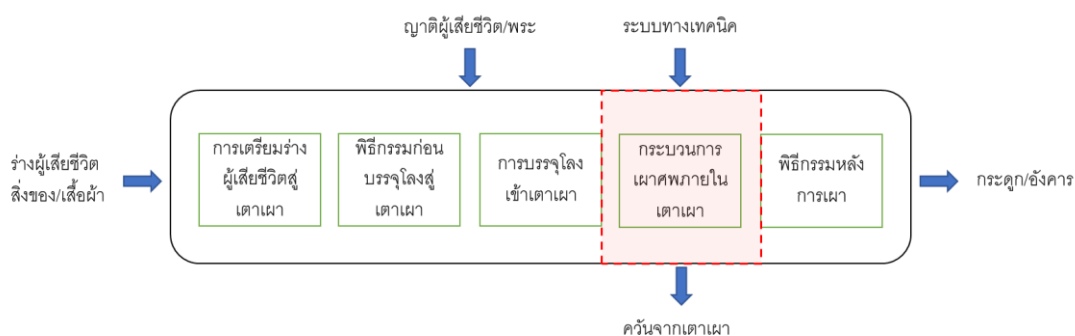 ญาติผู้เสียชีวิต/พระ
ระบบทางเทคนิค
ร่างผู้เสียชีวิต
สิ่งของ/เสื้อผ้า
การเตรียมร่าง
ผู้เสียชีวิตสู่
เตาเผา
พิธีกรรมก่อน
บรรจุโลงสู่
เตาเผา
การบรรจุโลง
เข้าเตาเผา
กระบวนการ
เผาศพภายใน
เตาเผา
พิธีกรรมหลัง
การเผา
กระดูก/อังคาร
ควันจากเตาเผา